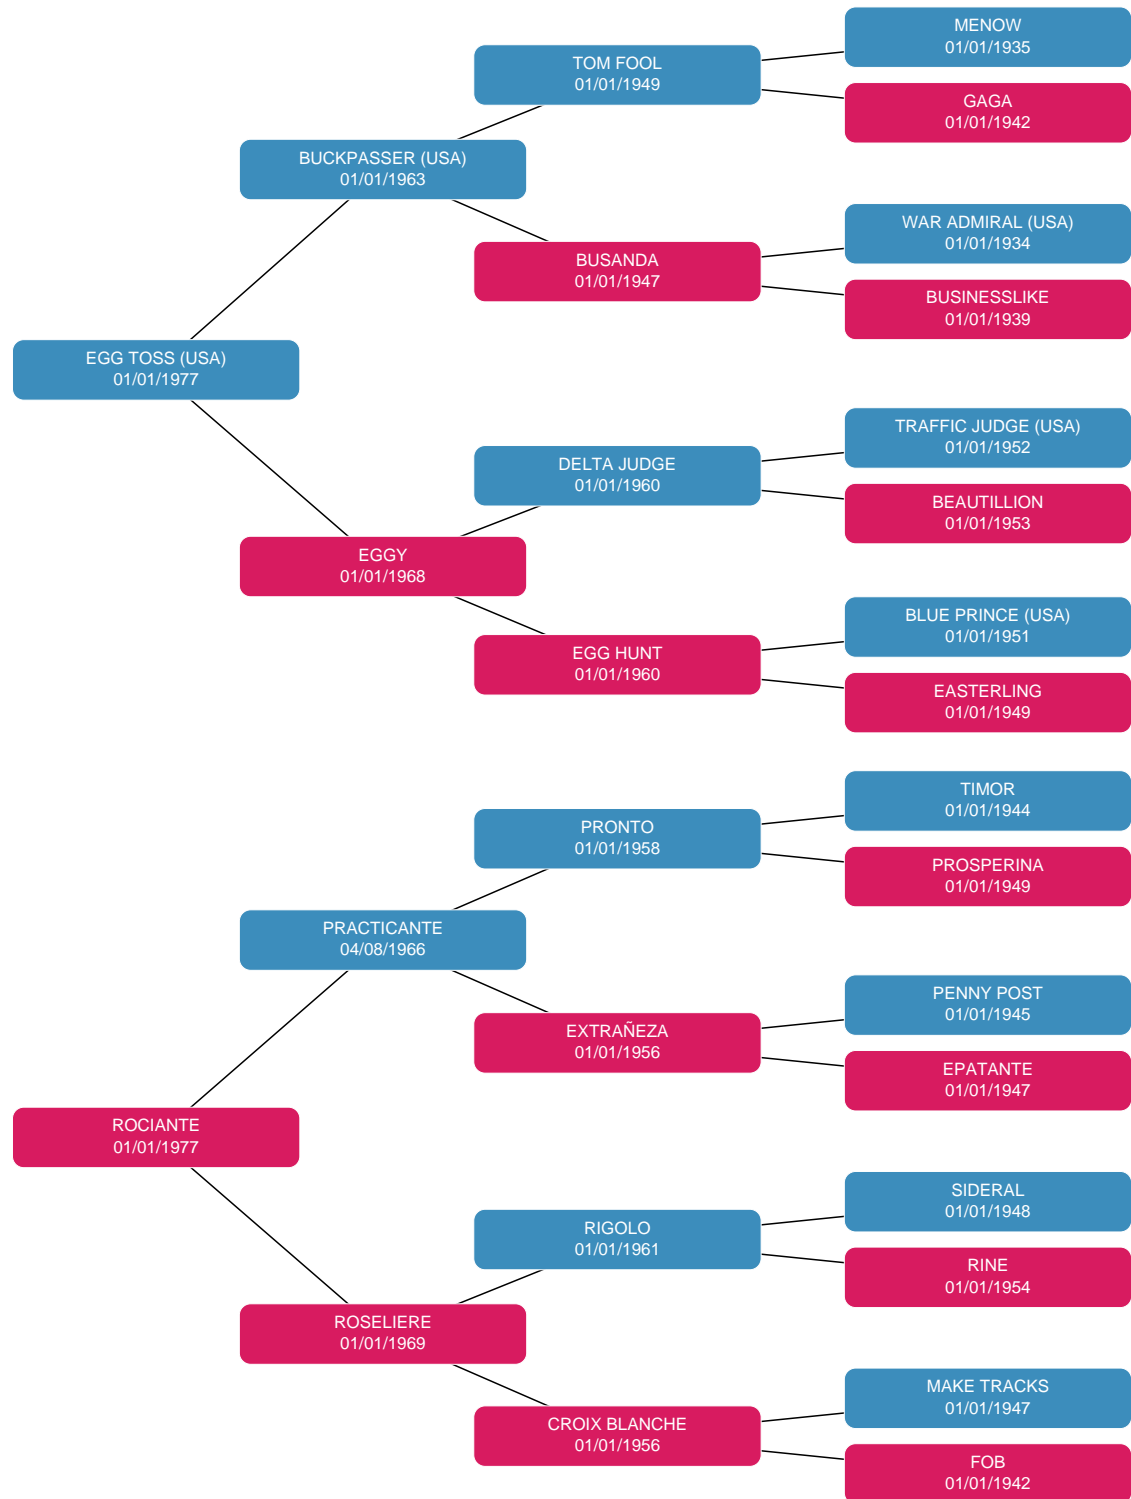 MENOW
01/01/1935
TOM FOOL
01/01/1949
GAGA
01/01/1942
BUCKPASSER (USA)
01/01/1963
WAR ADMIRAL (USA)
01/01/1934
BUSANDA
01/01/1947
BUSINESSLIKE
01/01/1939
EGG TOSS (USA)
01/01/1977
TRAFFIC JUDGE (USA)
01/01/1952
DELTA JUDGE
01/01/1960
BEAUTILLION
01/01/1953
EGGY
01/01/1968
BLUE PRINCE (USA)
01/01/1951
EGG HUNT
01/01/1960
EASTERLING
01/01/1949
TIMOR
01/01/1944
PRONTO
01/01/1958
PROSPERINA
01/01/1949
PRACTICANTE
04/08/1966
PENNY POST
01/01/1945
EXTRAÑEZA
01/01/1956
EPATANTE
01/01/1947
ROCIANTE
01/01/1977
SIDERAL
01/01/1948
RIGOLO
01/01/1961
RINE
01/01/1954
ROSELIERE
01/01/1969
MAKE TRACKS
01/01/1947
CROIX BLANCHE
01/01/1956
FOB
01/01/1942